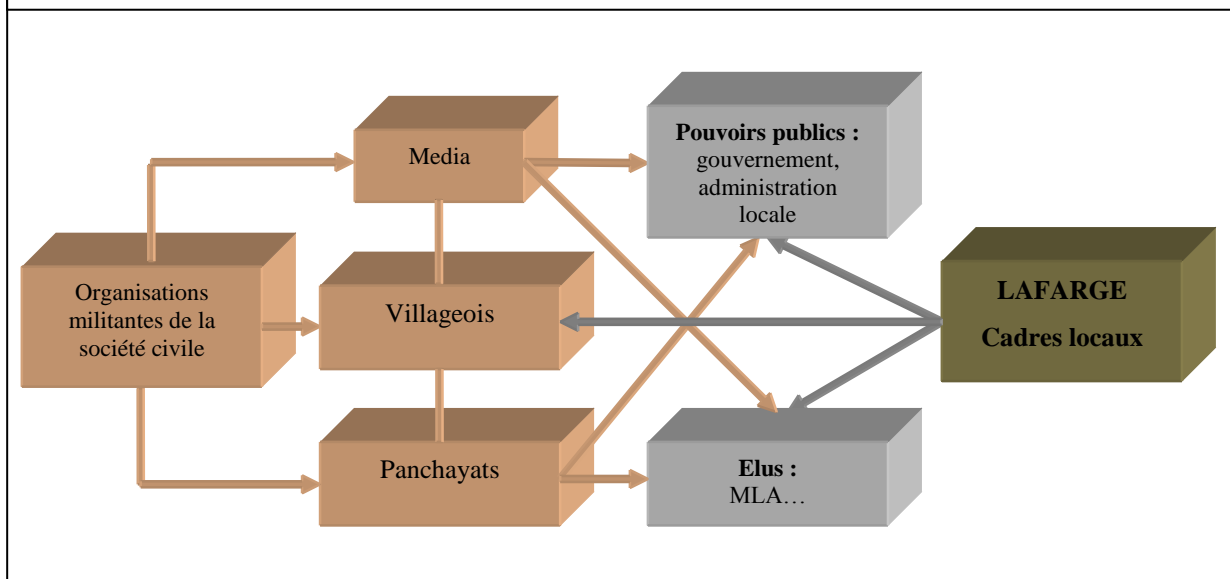 Media
Pouvoirs publics :
gouvernement,
administration
locale
Organisations
militantes de la
société civile
Villageois
LAFARGE
Cadres locaux
Panchayats
Elus :
MLA…